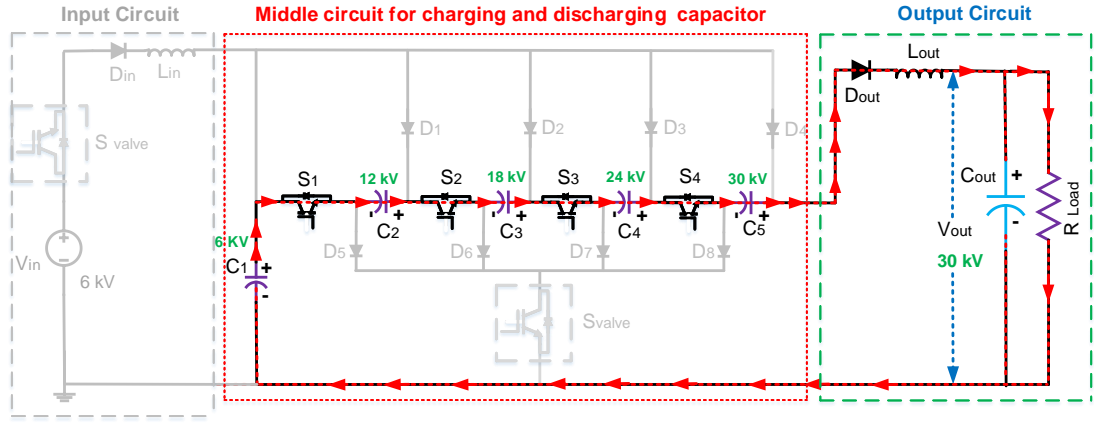 Input Circuit
Middle circuit for charging and discharging capacitor
Output Circuit
Din
Lin
S valve
Vin
6 kV
D1
D2
D3
D4
S1
12 kV
S2
18 kV
S3
24 kV
S4
30 kV
C2
C3
C4
C5
D5
D6
D7
D8
6 KV
C1
+
-
Svalve
Dout
Lout
Cout
+
-
Vout
30 kV
R Load